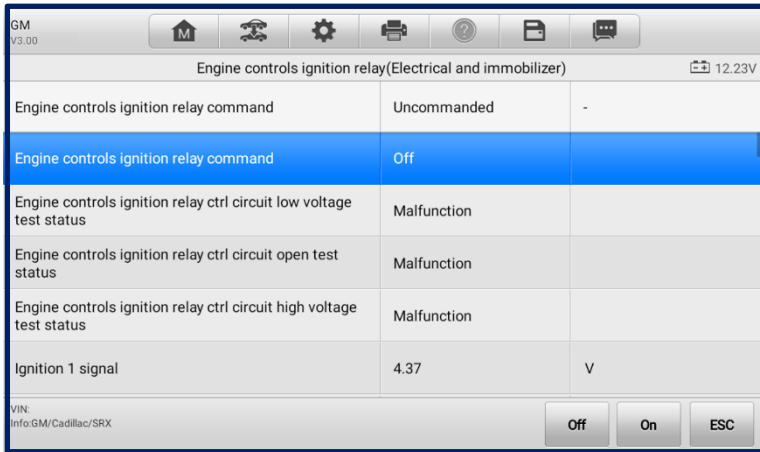 GM
V3.00
Engine controls ignition relay(Electrical and immobilizer)
12.23V
Engine controls ignition relay command Uncommanded -
Engine controls ignition relay command Off
Engine controls ignition relay ctrl circuit low voltage
test status
Malfunction
Engine controls ignition relay ctrl circuit open test
status
Malfunction
Engine controls ignition relay ctrl circuit high voltage
test status
Malfunction
Ignition 1 signal 4.37 V
VIN:
Info:GM/Cadillac/SRX
Off On ESC